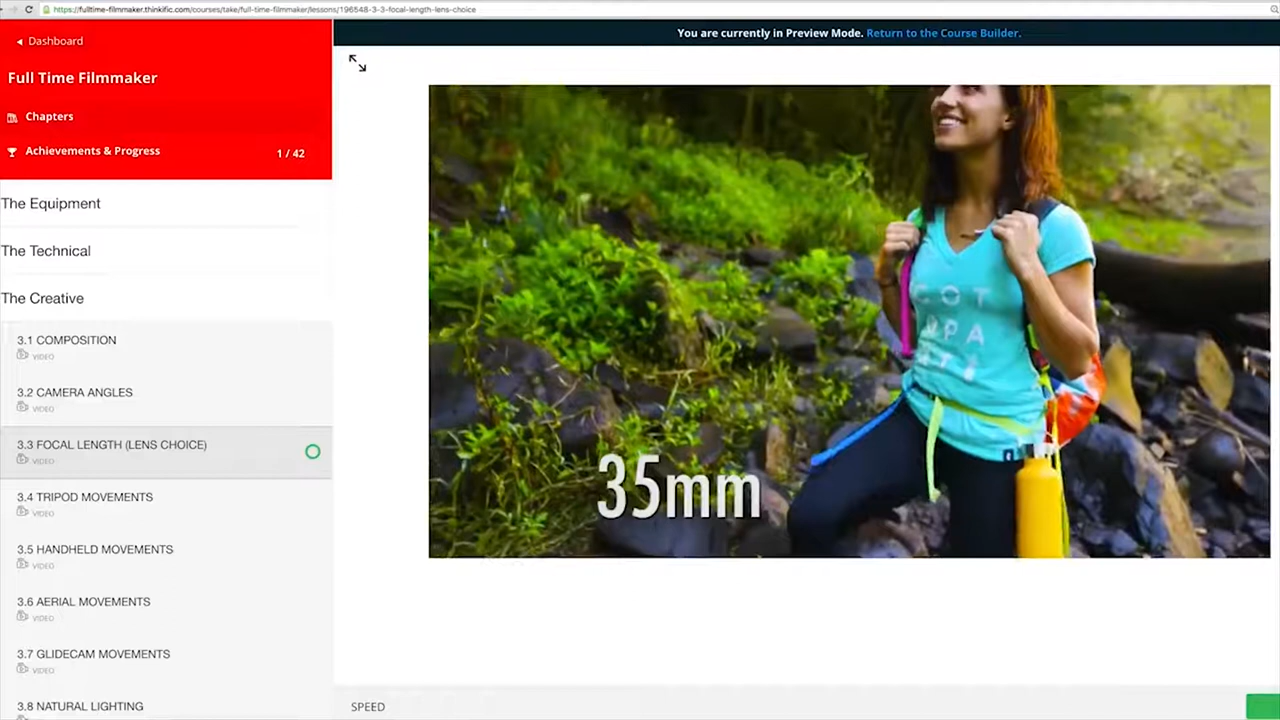 https://fulltime-filmmaker.thinkific.com/courses/take/full-time-filmmaker/lessons/196548-3-3-focal-length-lens-choice
You are currently in Preview Mode. Return to the Course Builder.
Dashboard
Full Time Filmmaker
Chapters
Achievements & Progress
1 / 42
The Equipment
The Technical
The Creative
3.1 COMPOSITION
VIDEO
3.2 CAMERA ANGLES
VIDEO
3.3 FOCAL LENGTH (LENS CHOICE)
VIDEO
3.4 TRIPOD MOVEMENTS
VIDEO
3.5 HANDHELD MOVEMENTS
VIDEO
3.6 AERIAL MOVEMENTS
VIDEO
3.7 GLIDECAM MOVEMENTS
VIDEO
3.8 NATURAL LIGHTING
COT
OPA
35mm
SPEED